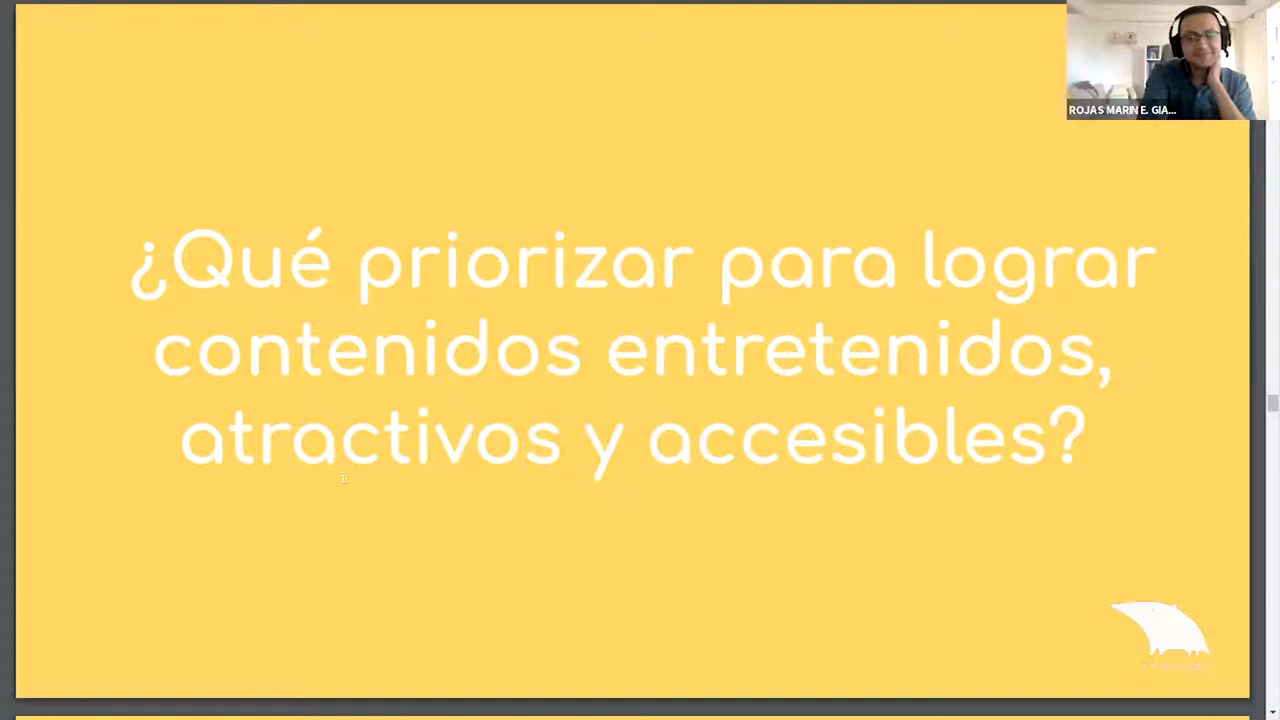 ROJAS MARIN E. GIA...
¿Qué priorizar para lograr
contenidos entretenidos,
atractivos y accesibles?